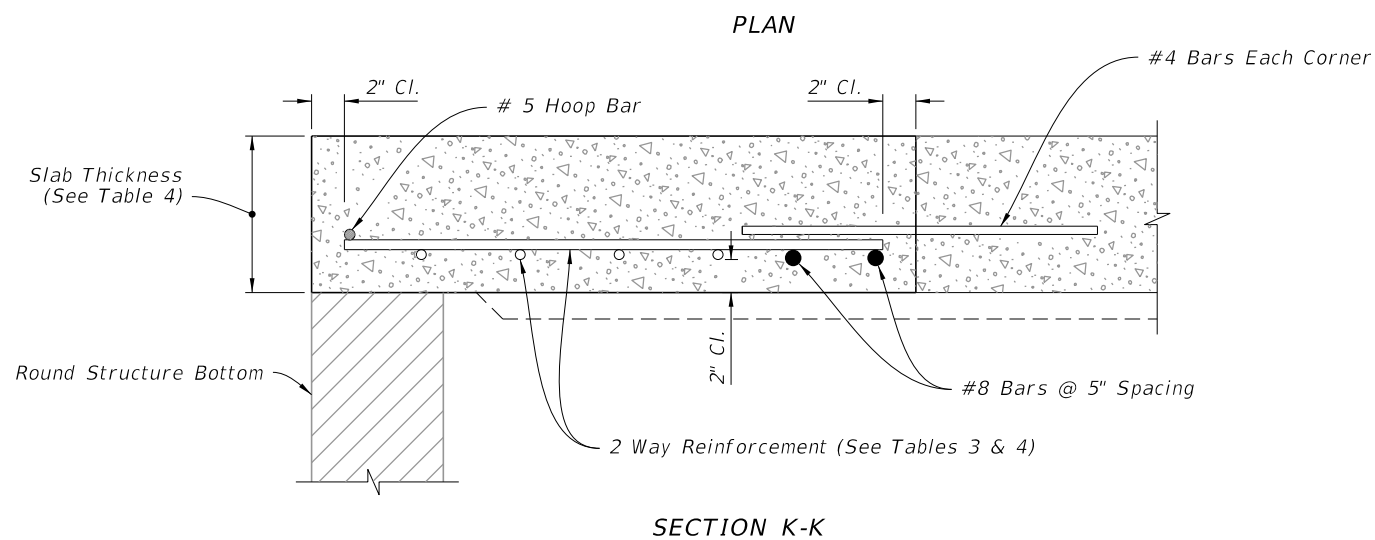 PLAN
#4 Bars Each Corner
2" Cl.
2" Cl.
# 5 Hoop Bar
Slab Thickness
(See Table 4)
2" Cl.
Round Structure Bottom
#8 Bars @ 5" Spacing
2 Way Reinforcement (See Tables 3 & 4)
SECTION K-K